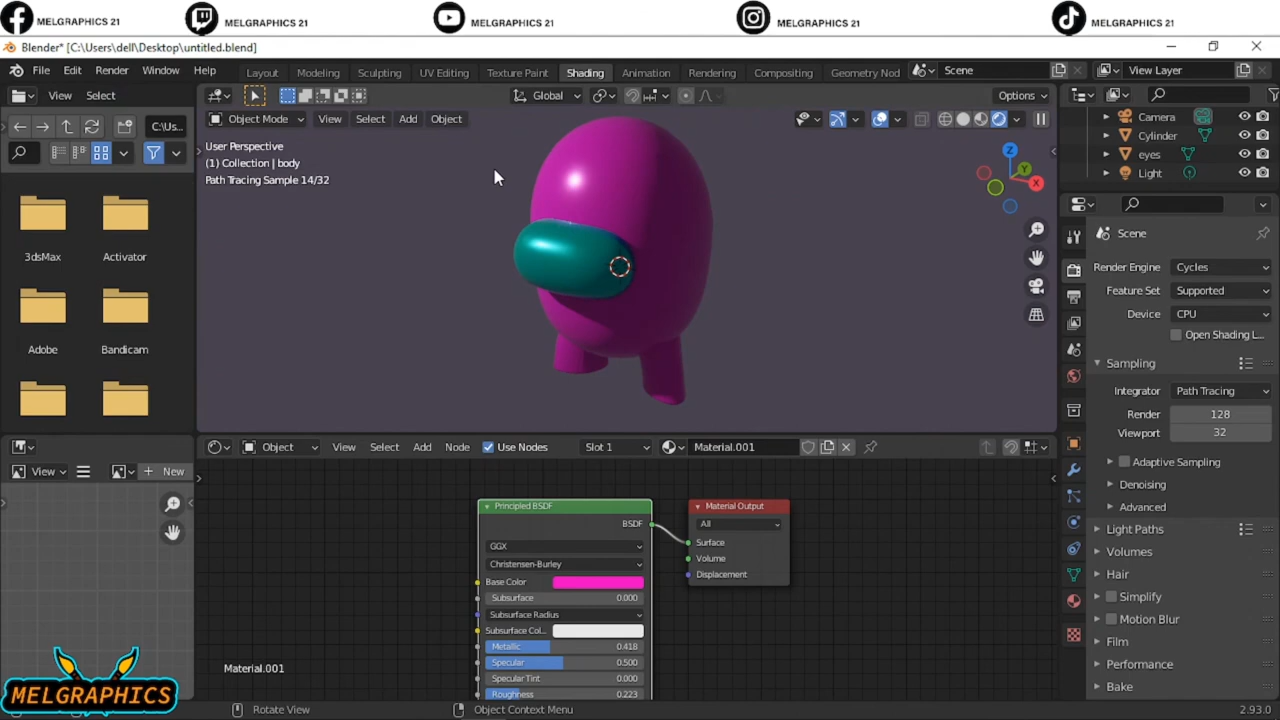 MELGRAPHICS 21 MELGRAPHICS 21 MELGRAPHICS 21 MELGRAPHICS 21 MELGRAPHICS 21
Blender* [C:\Users\dell\Desktop\untitled.blend]
File Edit Render Window Help Layout Modeling Sculpting UV Editing Texture Paint Shading Animation Rendering Compositing Geometry Nod Scene View Layer
View Select Global Options
Object Mode View Select Add Object
C:\Us...
User Perspective
(1) Collection | body
Path Tracing Sample 14/32
Z
Y
X
3dsMax Activator
Adobe Bandicam
Camera
Cylinder
eyes
Light
Scene
Render Engine Cycles
Feature Set Supported
Device CPU
Open Shading L...
Sampling
Integrator Path Tracing
Render 128
Viewport 32
Adaptive Sampling
Denoising
Advanced
Light Paths
Volumes
Hair
Simplify
Motion Blur
Film
Performance
Bake
Object View Select Add Node Use Nodes Slot 1 Material.001
View New
Principled BSDF
BSDF
GGX
Christensen-Burley
Base Color
Subsurface 0.000
Subsurface Radius
Subsurface Col...
Metallic 0.418
Specular 0.500
Specular Tint 0.000
Roughness 0.223
Material Output
All
Surface
Volume
Displacement
Material.001
MELGRAPHICS
Rotate View Object Context Menu 2.93.0